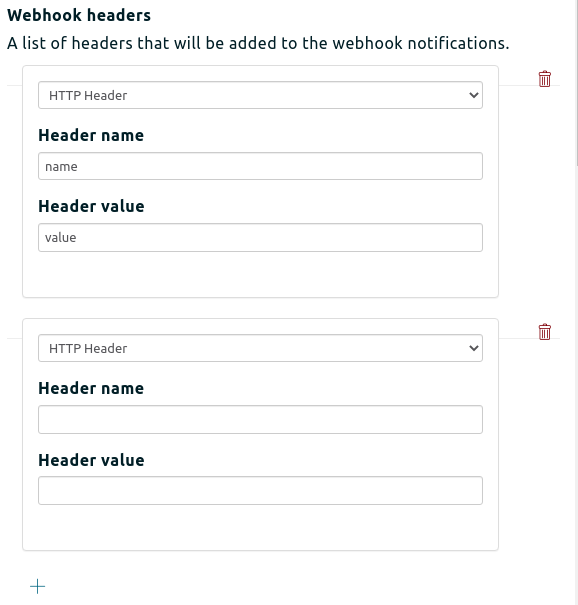 Webhook headers
A list of headers that will be added to the webhook notifications.
HTTP Header
Header name
name
Header value
value
HTTP Header
Header name
Header value